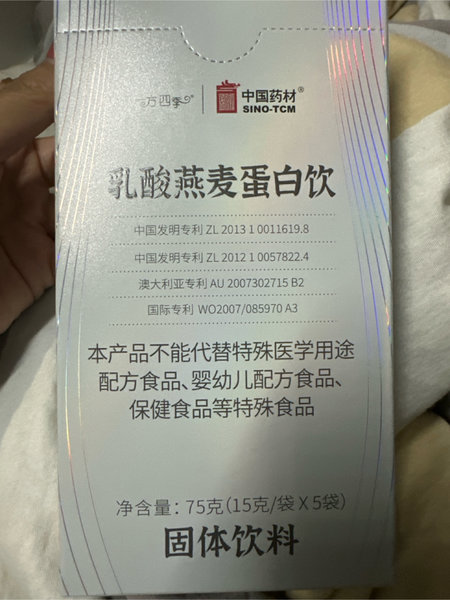 方四季® 中国药材®
SINO-TCM
乳酸燕麦蛋白饮
中国发明专利 ZL 2013 1 0011619.8
中国发明专利 ZL 2012 1 0057822.4
澳大利亚专利 AU 2007302715 B2
国际专利 WO2007/085970 A3
本产品不能代替特殊医学用途
配方食品、婴幼儿配方食品、
保健食品等特殊食品
净含量：75克(15克/袋 X 5袋)
固体饮料